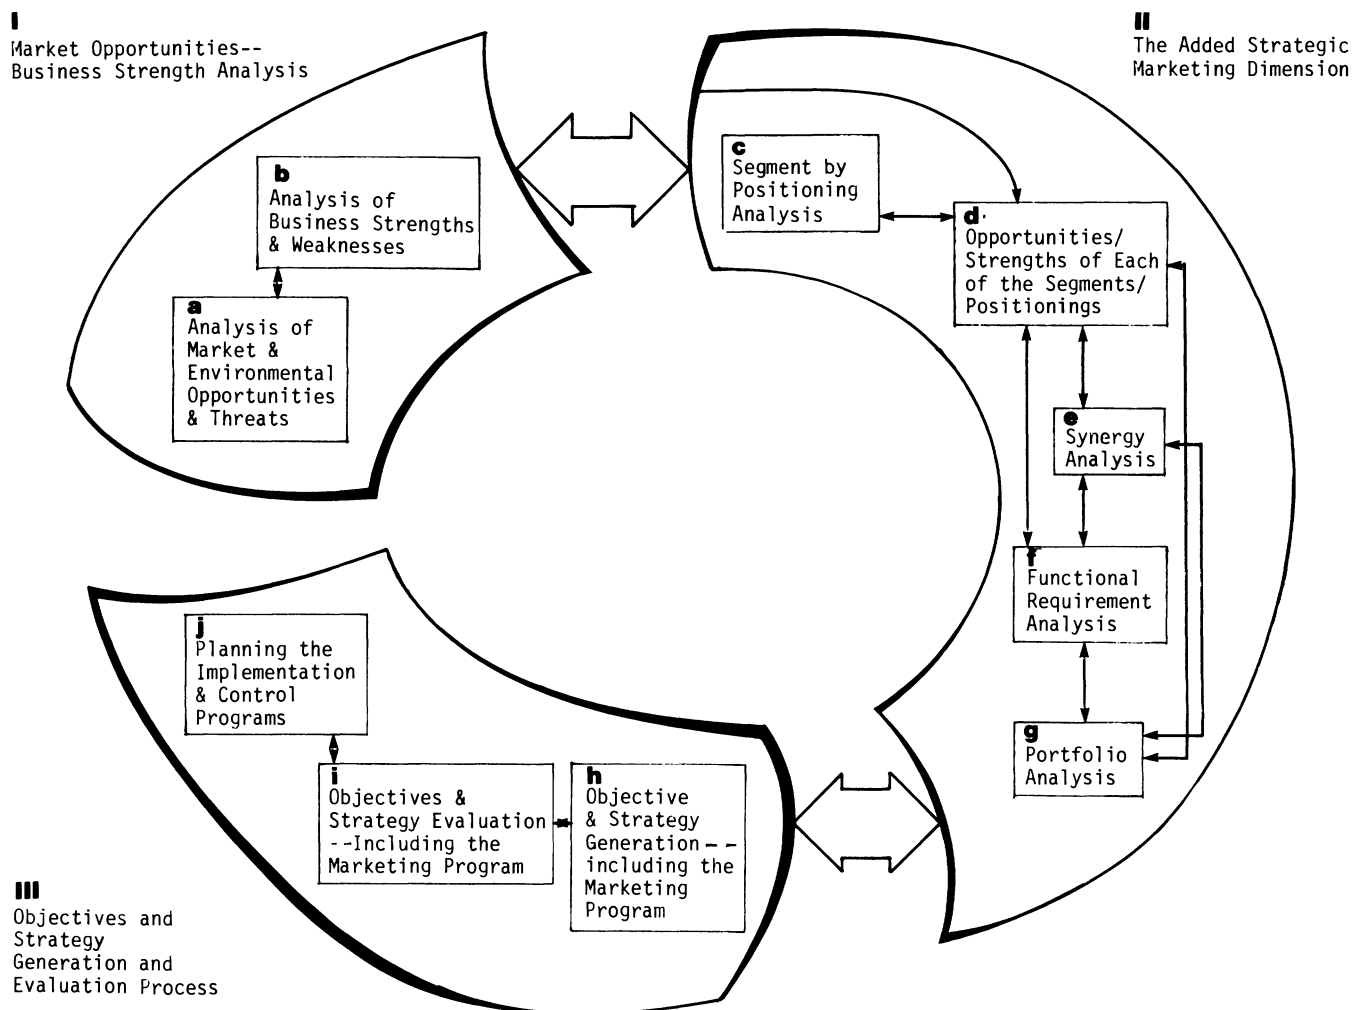 I
Market Opportunities--
Business Strength Analysis
II
The Added Strategic
Marketing Dimension
b
Analysis of
Business Strengths
& Weaknesses
a
Analysis of
Market &
Environmental
Opportunities
& Threats
c
Segment by
Positioning
Analysis
d
Opportunities/
Strengths of Each
of the Segments/
Positionings
e
Synergy
Analysis
f
Functional
Requirement
Analysis
g
Portfolio
Analysis
j
Planning the
Implementation
& Control
Programs
i
Objectives &
Strategy Evaluation
--Including the
Marketing Program
h
Objective
& Strategy
Generation--
including the
Marketing
Program
III
Objectives and
Strategy
Generation and
Evaluation Process